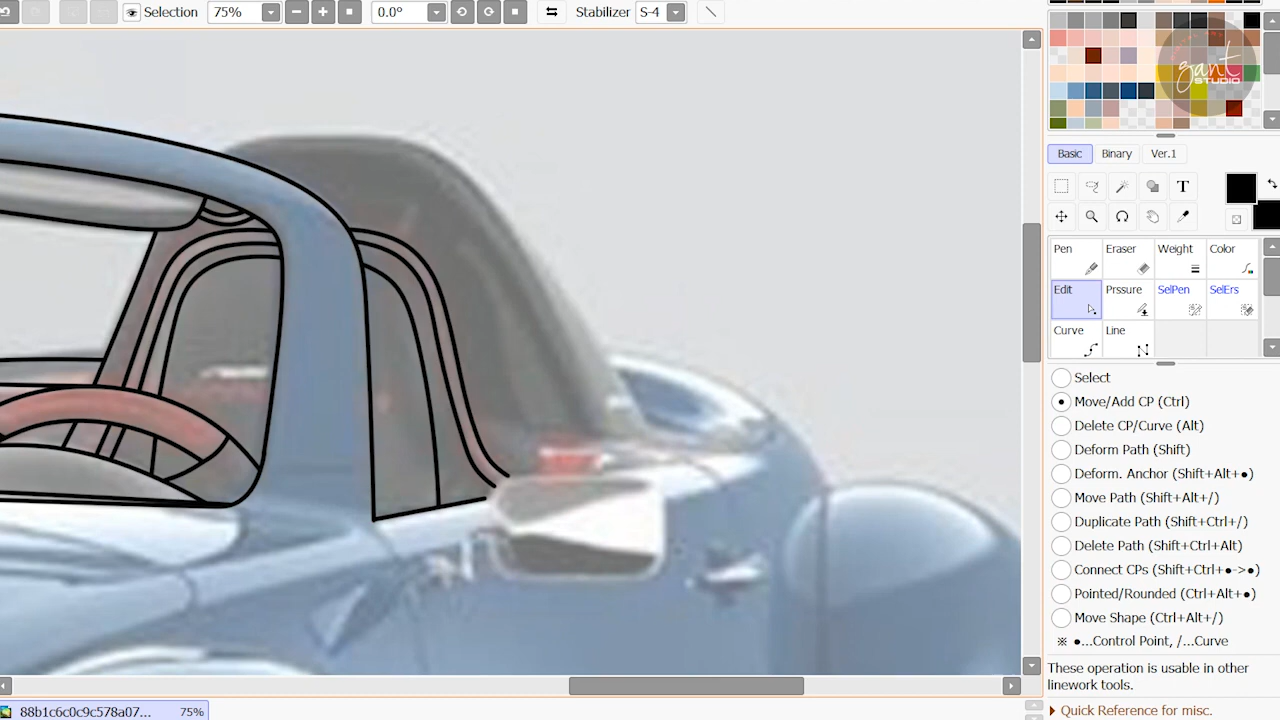 Selection 75% 0.0° Stabilizer S-4
gant
STUDIO
Basic Binary Ver.1
T
Pen Eraser Weight Color
Edit Prssure SelPen SelErs
Curve Line
Select
Move/Add CP (Ctrl)
Delete CP/Curve (Alt)
Deform Path (Shift)
Deform. Anchor (Shift+Alt+●)
Move Path (Shift+Alt+/)
Duplicate Path (Shift+Ctrl+/)
Delete Path (Shift+Ctrl+Alt)
Connect CPs (Shift+Ctrl+●->●)
Pointed/Rounded (Ctrl+Alt+●)
Move Shape (Ctrl+Alt+/)
※ ●...Control Point, /...Curve
These operation is usable in other
linework tools.
Quick Reference for misc.
88b1c6c0c9c578a07... 75%